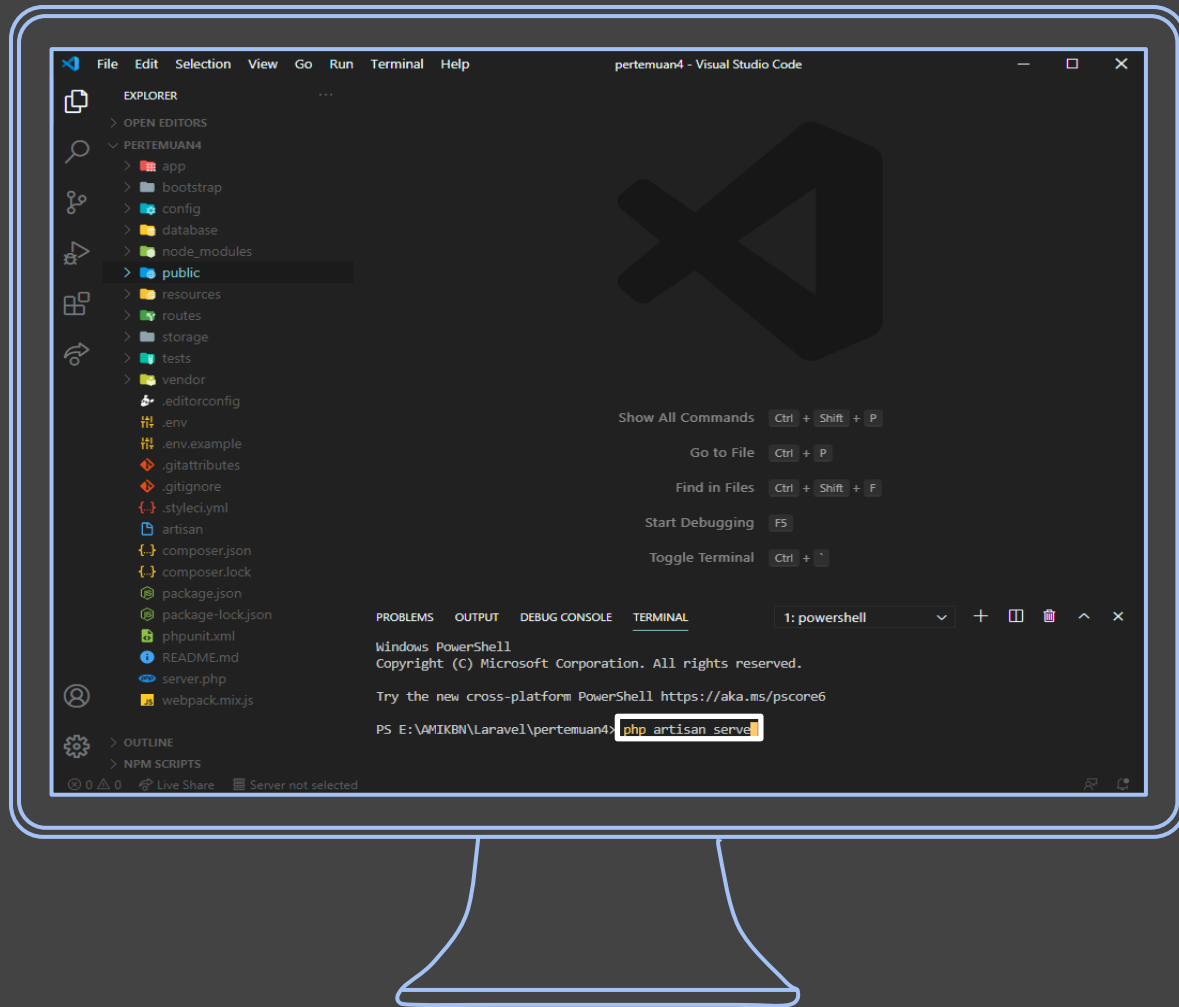 File Edit Selection View Go Run Terminal Help pertemuan4 - Visual Studio Code
EXPLORER ...
OPEN EDITORS
PERTEMUAN4
app
bootstrap
config
database
node_modules
public
resources
routes
storage
tests
vendor
.editorconfig
.env
.env.example
.gitattributes
.gitignore
.styleci.yml
artisan
composer.json
composer.lock
package.json
package-lock.json
phpunit.xml
README.md
server.php
webpack.mix.js
OUTLINE
NPM SCRIPTS
Show All Commands Ctrl + Shift + P
Go to File Ctrl + P
Find in Files Ctrl + Shift + F
Start Debugging F5
Toggle Terminal Ctrl + `
PROBLEMS OUTPUT DEBUG CONSOLE TERMINAL 1: powershell
Windows PowerShell
Copyright (C) Microsoft Corporation. All rights reserved.
Try the new cross-platform PowerShell https://aka.ms/pscore6
PS E:\AMIKBN\Laravel\pertemuan4> php artisan serve
0 0 Live Share Server not selected